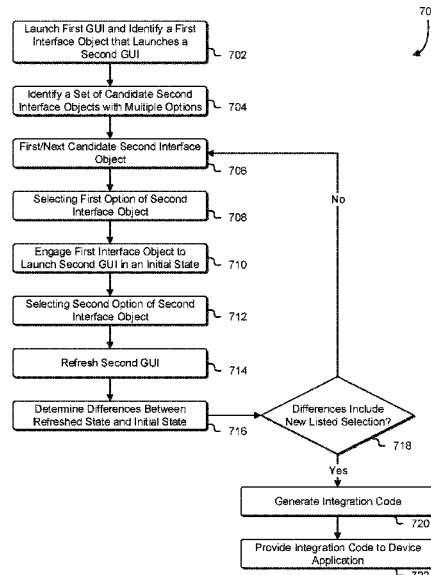 70
Launch First GUI and Identify a First
Interface Object that Launches a
Second GUI
702
Identify a Set of Candidate Second
Interface Objects with Multiple Options
704
First/Next Candidate Second Interface
Object
706
No
Selecting First Option of Second
Interface Object
708
Engage First Interface Object to
Launch Second GUI in an Initial State
710
Selecting Second Option of Second
Interface Object
712
Refresh Second GUI
714
Determine Differences Between
Refreshed State and Initial State
716
Differences Include
New Listed Selection?
718
Yes
Generate Integration Code
720
Provide Integration Code to Device
Application
722